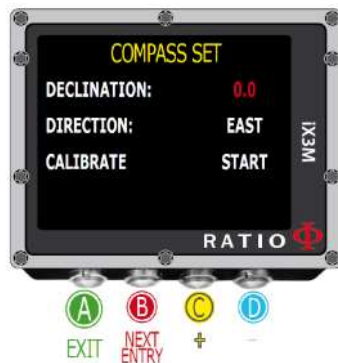 COMPASS SET
DECLINATION: 0.0
DIRECTION: EAST
CALIBRATE START
iX3M
RATIO
A B C D
EXIT NEXT ENTRY + -